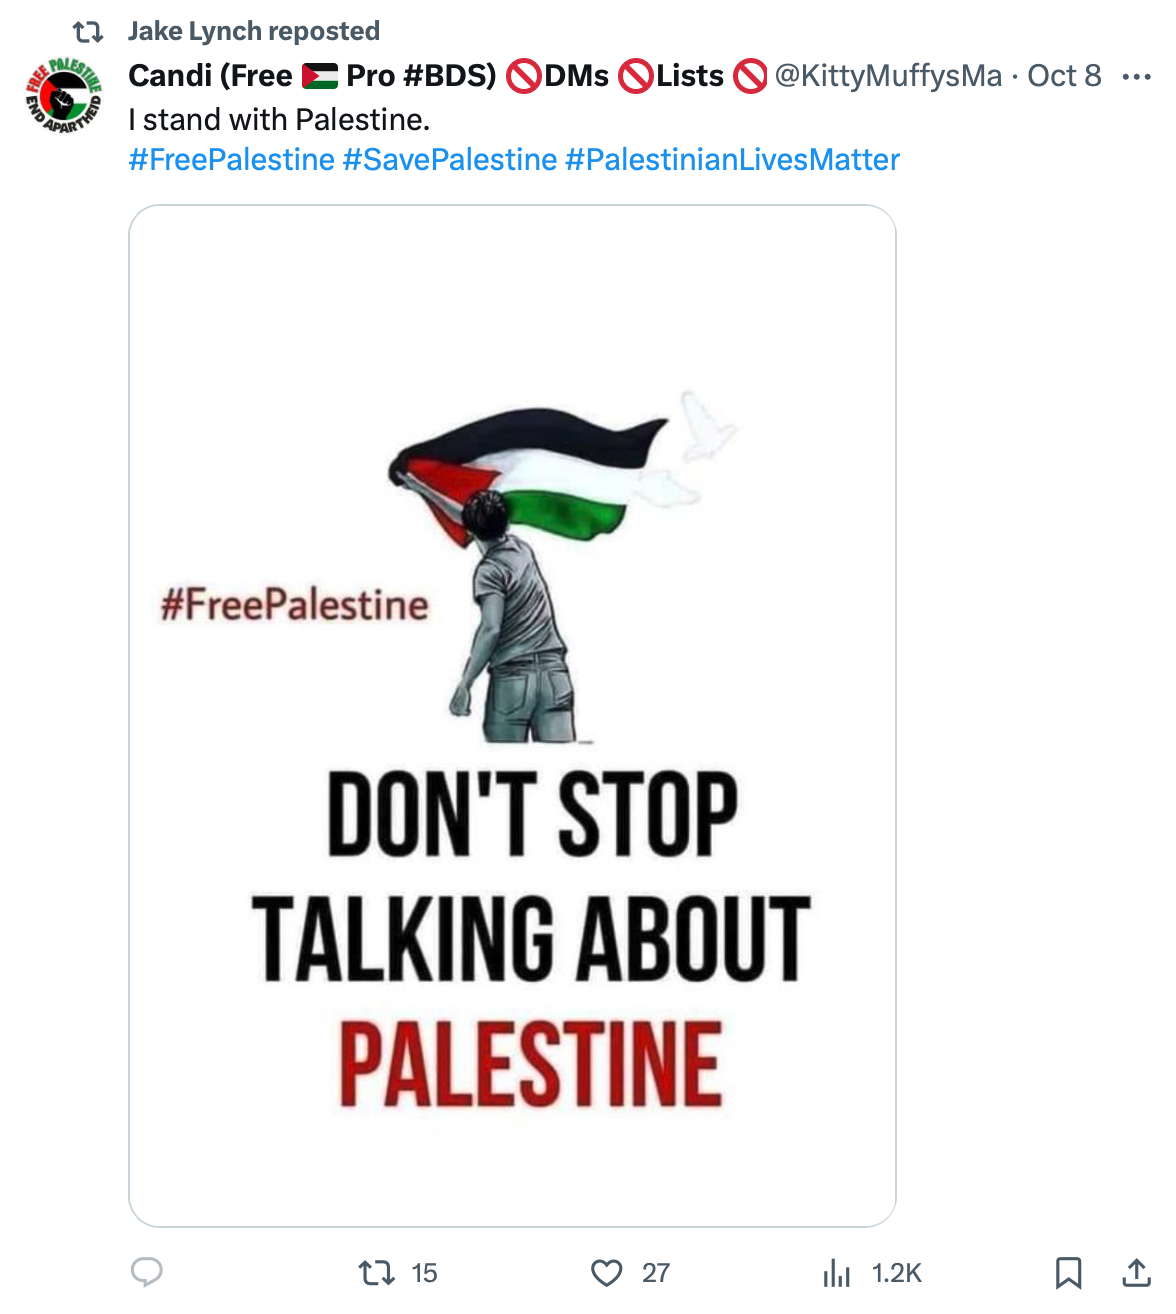 Jake Lynch reposted
FREE PALESTINE
END APARTHEID
Candi (Free 🇵🇸 Pro #BDS) 🚫DMs 🚫Lists 🚫 @KittyMuffysMa · Oct 8 ...
I stand with Palestine.
#FreePalestine #SavePalestine #PalestinianLivesMatter
#FreePalestine
DON'T STOP
TALKING ABOUT
PALESTINE
15 27 1.2K